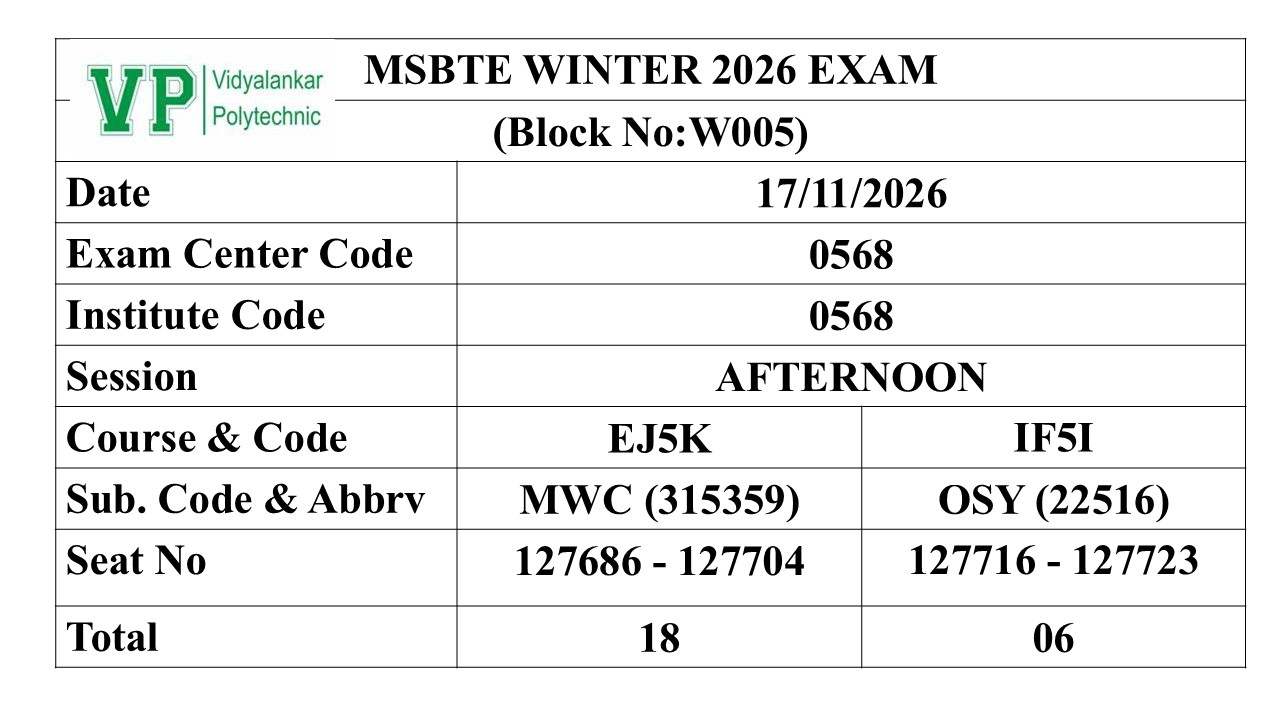 VP Vidyalankar Polytechnic
MSBTE WINTER 2026 EXAM
(Block No:W005)
Date 17/11/2026
Exam Center Code 0568
Institute Code 0568
Session AFTERNOON
Course & Code EJ5K IF5I
Sub. Code & Abbrv MWC (315359) OSY (22516)
Seat No 127686 - 127704 127716 - 127723
Total 18 06